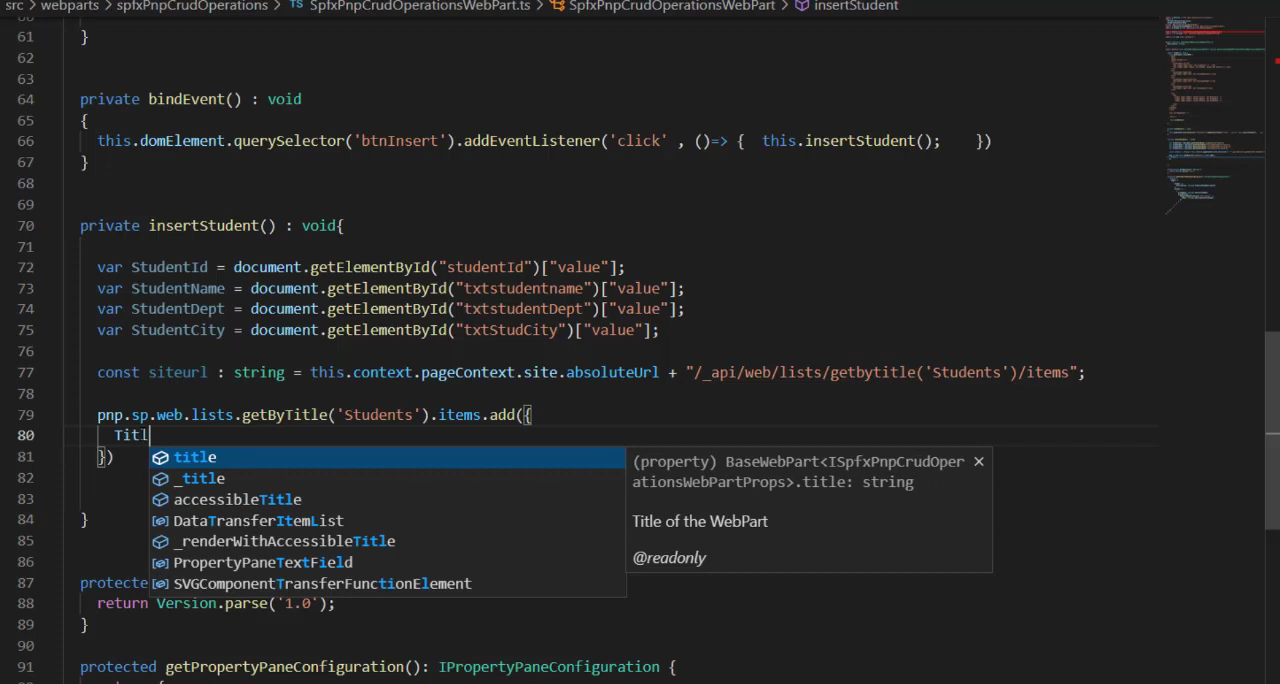 src > webparts > spfxPnpCrudOperations > TS SpfxPnpCrudOperationsWebPart.ts > SpfxPnpCrudOperationsWebPart > insertStudent
61 }
62
63
64 private bindEvent() : void
65 {
66 this.domElement.querySelector('btnInsert').addEventListener('click' , ()=> { this.insertStudent(); })
67 }
68
69
70 private insertStudent() : void{
71
72 var StudentId = document.getElementById("studentId")["value"];
73 var StudentName = document.getElementById("txtstudentname")["value"];
74 var StudentDept = document.getElementById("txtstudentDept")["value"];
75 var StudentCity = document.getElementById("txtStudCity")["value"];
76
77 const siteurl : string = this.context.pageContext.site.absoluteUrl + "/_api/web/lists/getbytitle('Students')/items";
78
79 pnp.sp.web.lists.getByTitle('Students').items.add({
80 Titl
81 })
82
83
84 }
85
86
87 protecte
88 return Version.parse('1.0');
89 }
90
91 protected getPropertyPaneConfiguration(): IPropertyPaneConfiguration {
title
_title
accessibleTitle
DataTransferItemList
_renderWithAccessibleTitle
PropertyPaneTextField
SVGComponentTransferFunctionElement
(property) BaseWebPart<ISpfxPnpCrudOper
ationsWebPartProps>.title: string
Title of the WebPart
@readonly